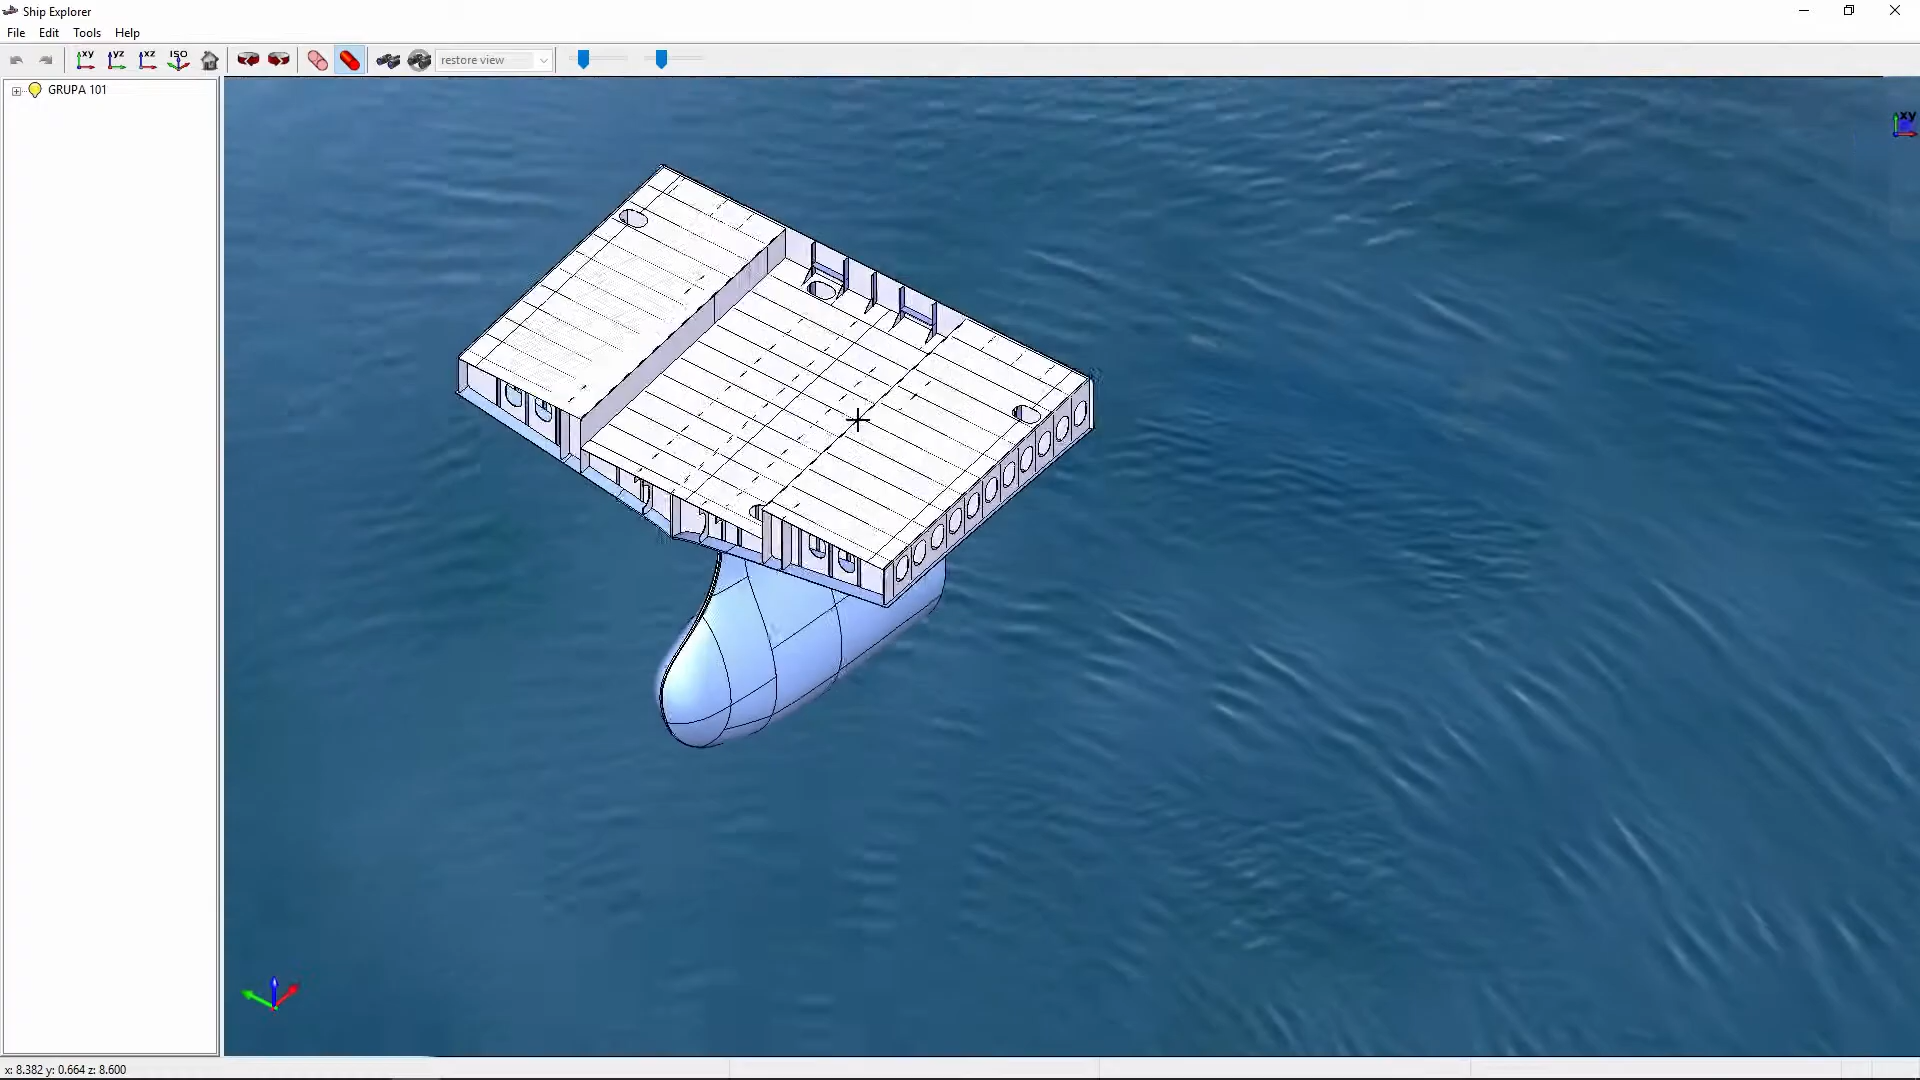 Ship Explorer
File Edit Tools Help
xy yz xz ISO
restore view
GRUPA 101
xy
x: 8.382 y: 0.664 z: 8.600